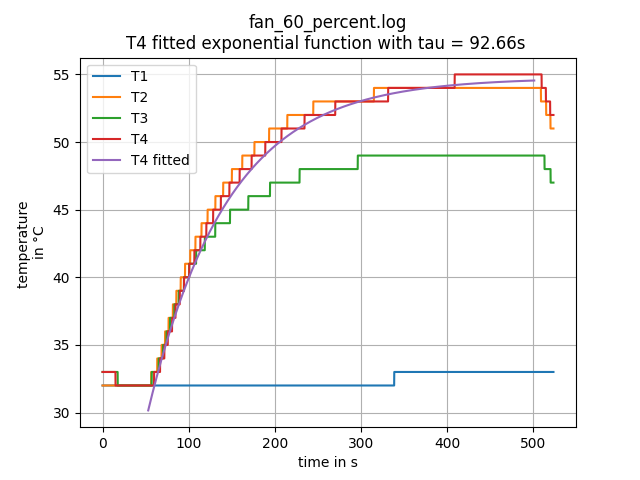 fan_60_percent.log
T4 fitted exponential function with tau = 92.66s
55
50
45
40
35
30
temperature
in °C
T1
T2
T3
T4
T4 fitted
0 100 200 300 400 500
time in s